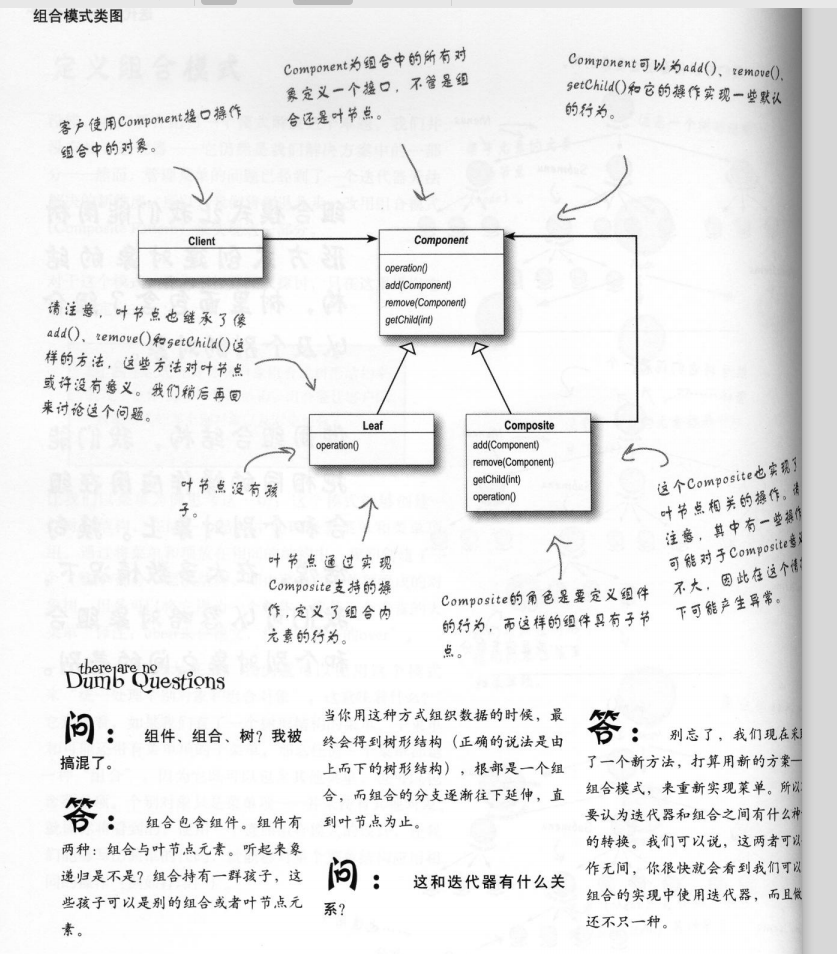 组合模式类图
客户使用Component接口操作
组合中的对象。
Component为组合中的所有对
象定义一个接口，不管是组
合还是叶节点。
Component可以为add()、remove()、
getChild()和它的操作实现一些默认
的行为。
Client
Component
operation()
add(Component)
remove(Component)
getChild(int)
请注意，叶节点也继承了像
add()、remove()和getChild()这
样的方法，这些方法对叶节点
或许没有意义。我们稍后再回
来讨论这个问题。
Leaf
operation()
Composite
add(Component)
remove(Component)
getChild(int)
operation()
叶节点没有孩
子。
叶节点通过实现
Composite支持的操
作，定义了组合内
元素的行为。
Composite的角色是要定义组件
的行为，而这样的组件具有子节
点。
这个Composite也实现了
叶节点相关的操作。请
注意，其中有一些操作
可能对于Composite意义
不大，因此在这个情
下可能产生异常。
there are no
Dumb Questions
问： 组件、组合、树？我被
搞混了。
答： 组合包含组件。组件有
两种：组合与叶节点元素。听起来象
递归是不是？组合持有一群孩子，这
些孩子可以是别的组合或者叶节点元
素。
当你用这种方式组织数据的时候，最
终会得到树形结构（正确的说法是由
上而下的树形结构），根部是一个组
合，而组合的分支逐渐往下延伸，直
到叶节点为止。
问： 这和迭代器有什么关
系？
答： 别忘了，我们现在采
了一个新方法，打算用新的方案一
组合模式，来重新实现菜单。所以
要认为迭代器和组合之间有什么神
的转换。我们可以说，这两者可以
作无间，你很快就会看到我们可以
组合的实现中使用迭代器，而且做
还不只一种。